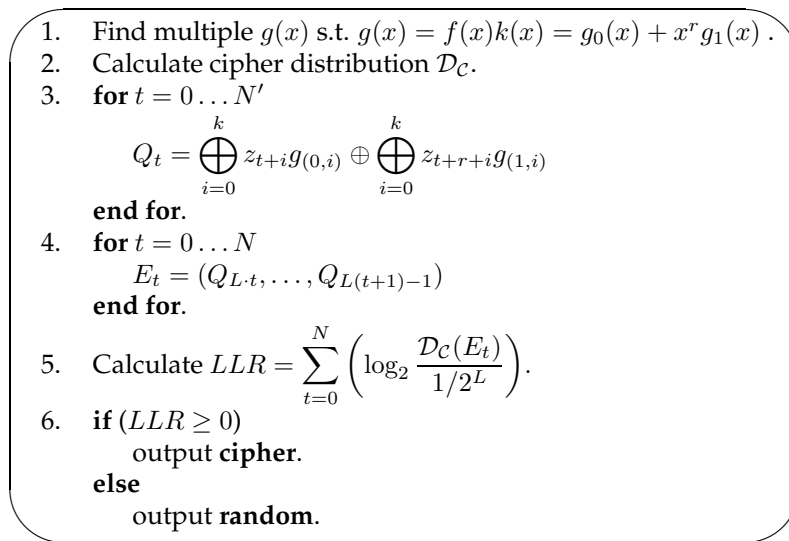 1. Find multiple g(x) s.t. g(x) = f(x)k(x) = g_0(x) + x^r g_1(x) .
2. Calculate cipher distribution 𝒟_𝒞.
3. for t = 0 … N′
Q_t = ⨁_{i=0}^{k} z_{t+i}g_{(0,i)} ⊕ ⨁_{i=0}^{k} z_{t+r+i}g_{(1,i)}
end for.
4. for t = 0 … N
E_t = (Q_{L·t}, … , Q_{L(t+1)−1})
end for.
5. Calculate LLR = ∑_{t=0}^{N} (log_2 \frac{𝒟_𝒞(E_t)}{1/2^L}).
6. if (LLR ≥ 0)
output cipher.
else
output random.